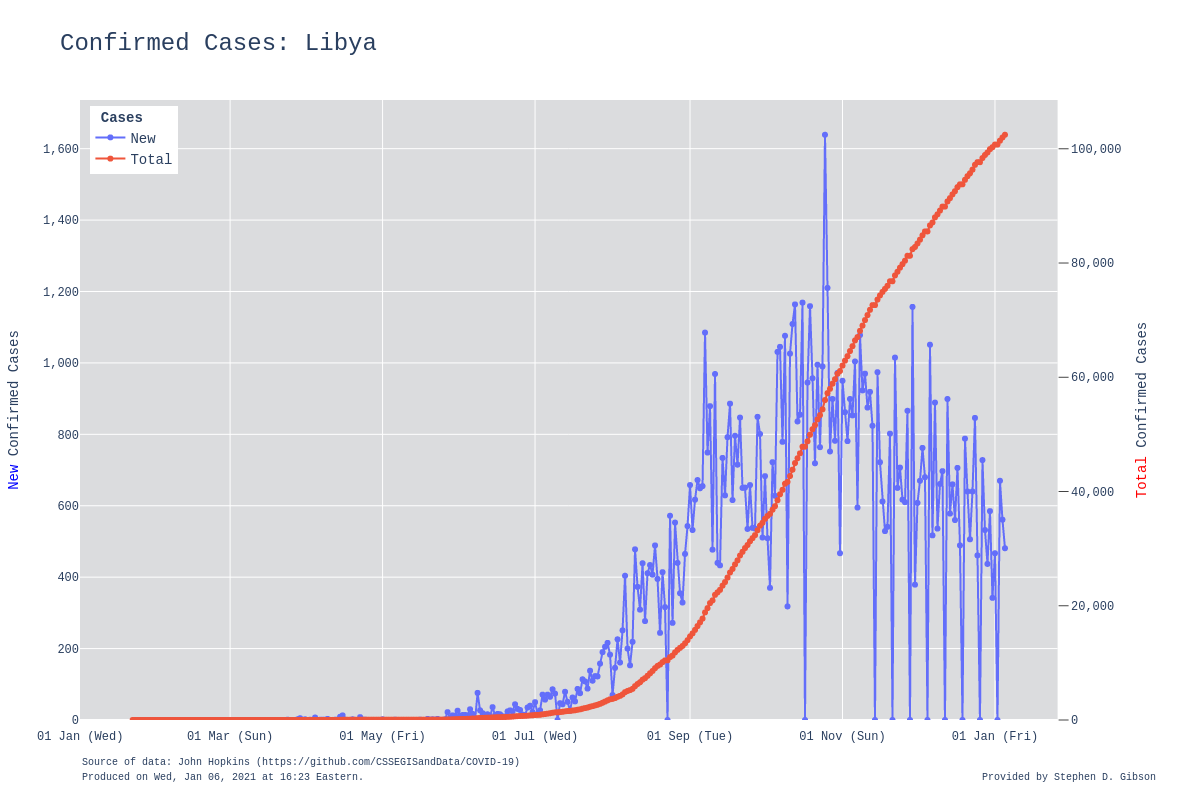 Confirmed Cases: Libya
Cases
New
Total
1,600
1,400
1,200
1,000
800
600
400
200
0
100,000
80,000
60,000
40,000
20,000
0
New Confirmed Cases
Total Confirmed Cases
01 Jan (Wed) 01 Mar (Sun) 01 May (Fri) 01 Jul (Wed) 01 Sep (Tue) 01 Nov (Sun) 01 Jan (Fri)
Source of data: John Hopkins (https://github.com/CSSEGISandData/COVID-19)
Produced on Wed, Jan 06, 2021 at 16:23 Eastern.
Provided by Stephen D. Gibson